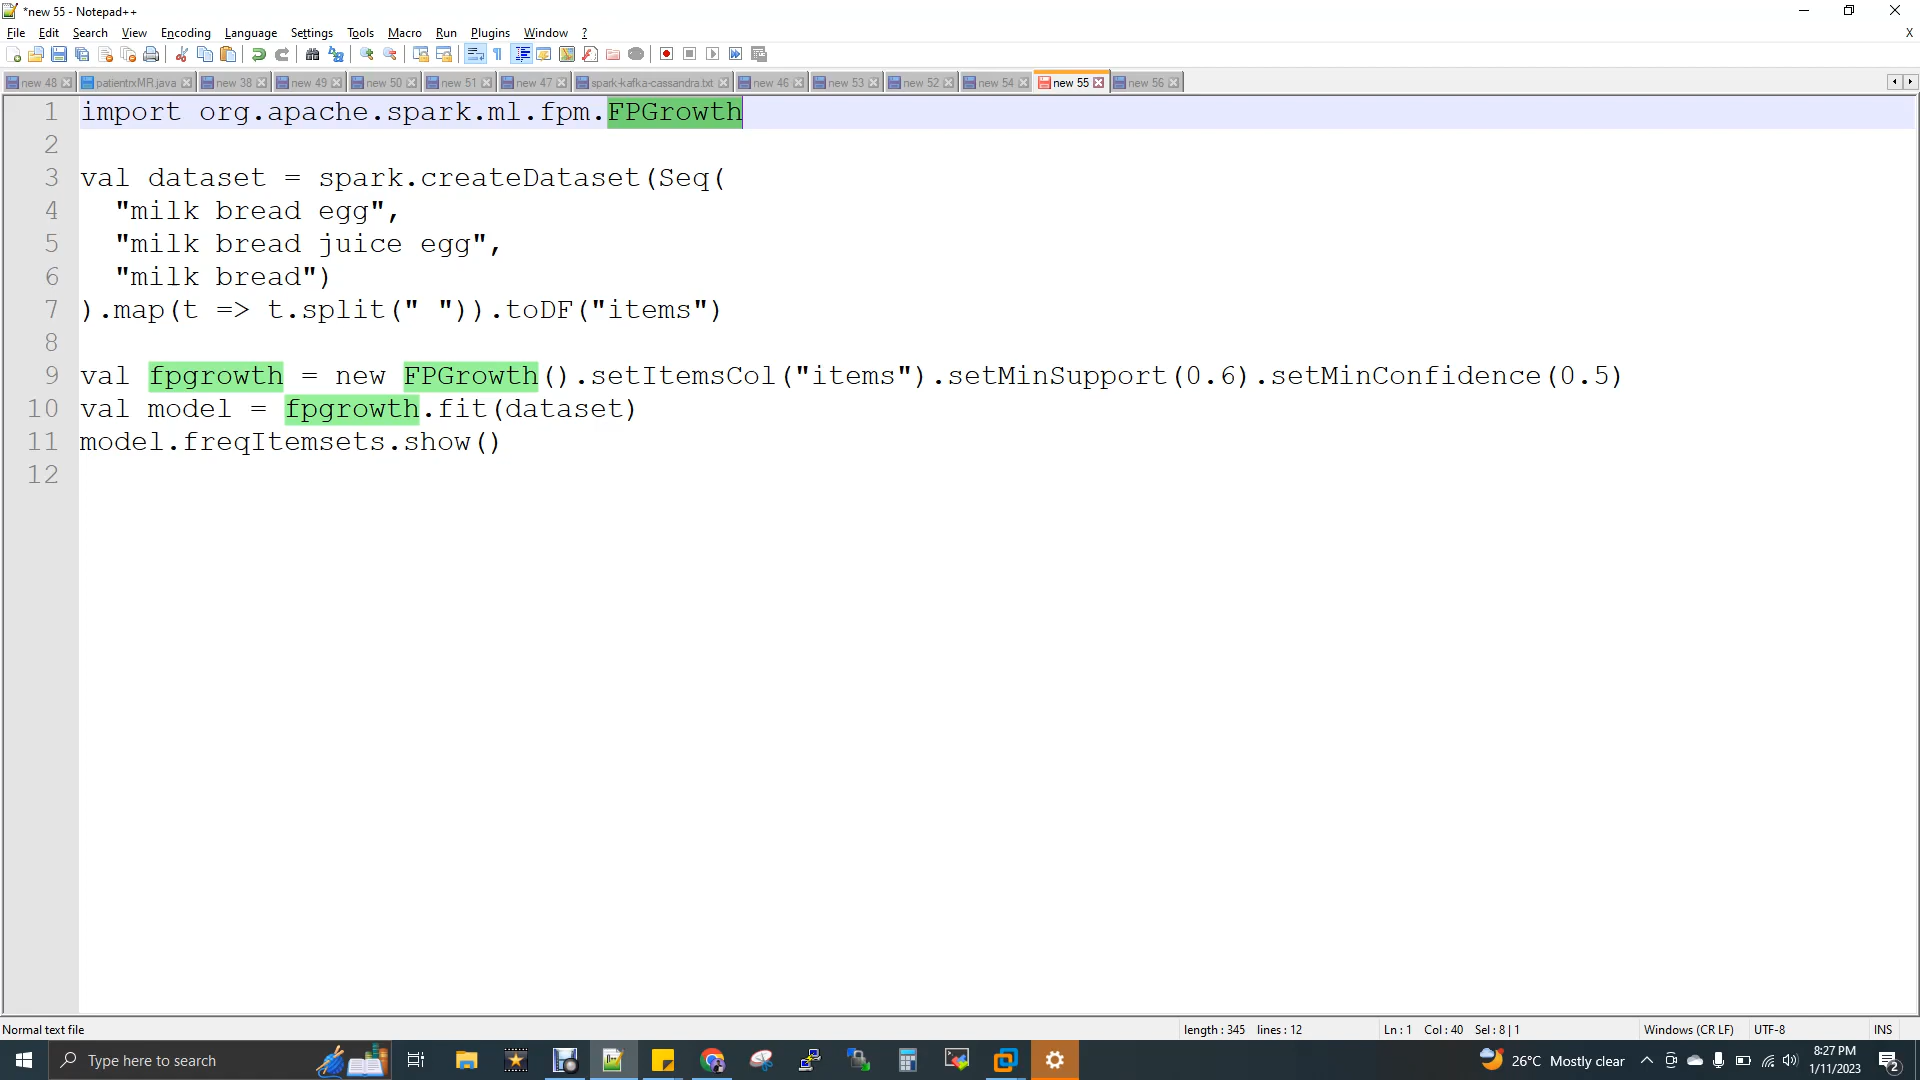 *new 55 - Notepad++
File Edit Search View Encoding Language Settings Tools Macro Run Plugins Window ? X
new 48 patientrxMR.java new 38 new 49 new 50 new 51 new 47 spark-kafka-cassandra.txt new 46 new 53 new 52 new 54 new 55 new 56
1 import org.apache.spark.ml.fpm.FPGrowth
2
3 val dataset = spark.createDataset(Seq(
4 "milk bread egg",
5 "milk bread juice egg",
6 "milk bread")
7 ).map(t => t.split(" ")).toDF("items")
8
9 val fpgrowth = new FPGrowth().setItemsCol("items").setMinSupport(0.6).setMinConfidence(0.5)
10 val model = fpgrowth.fit(dataset)
11 model.freqItemsets.show()
12
Normal text file length : 345 lines : 12 Ln : 1 Col : 40 Sel : 8 | 1 Windows (CR LF) UTF-8 INS
Type here to search 26°C Mostly clear 8:27 PM
1/11/2023 2